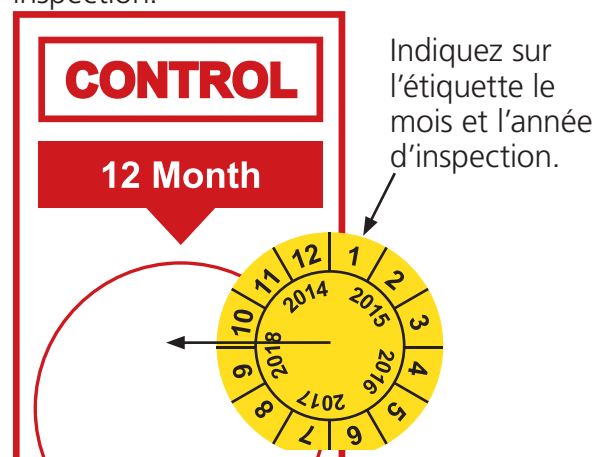 inspection.
CONTROL
12 Month
Indiquez sur
l’étiquette le
mois et l’année
d’inspection.
1
2
3
4
5
6
7
8
9
10
11
12
2014
2015
2016
2017
2018